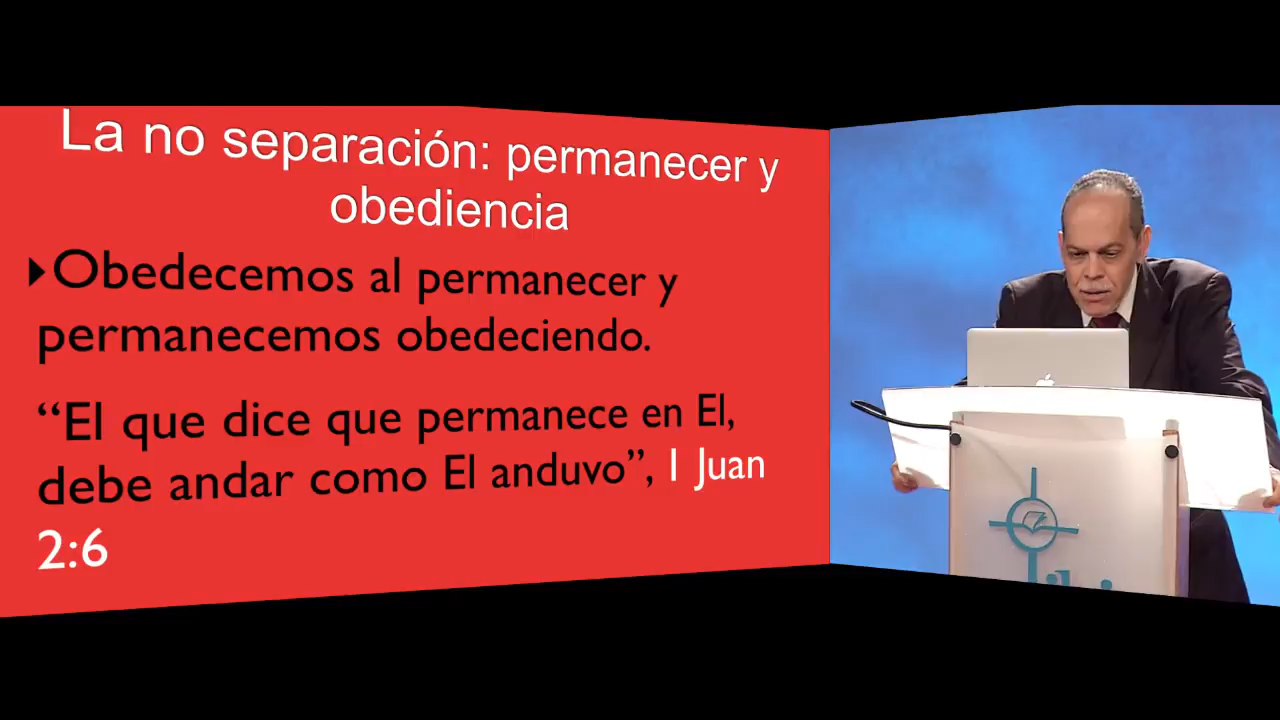 La no separación: permanecer y
obediencia
Obedecemos al permanecer y
permanecemos obedeciendo.
“El que dice que permanece en El,
debe andar como El anduvo”, 1 Juan
2:6